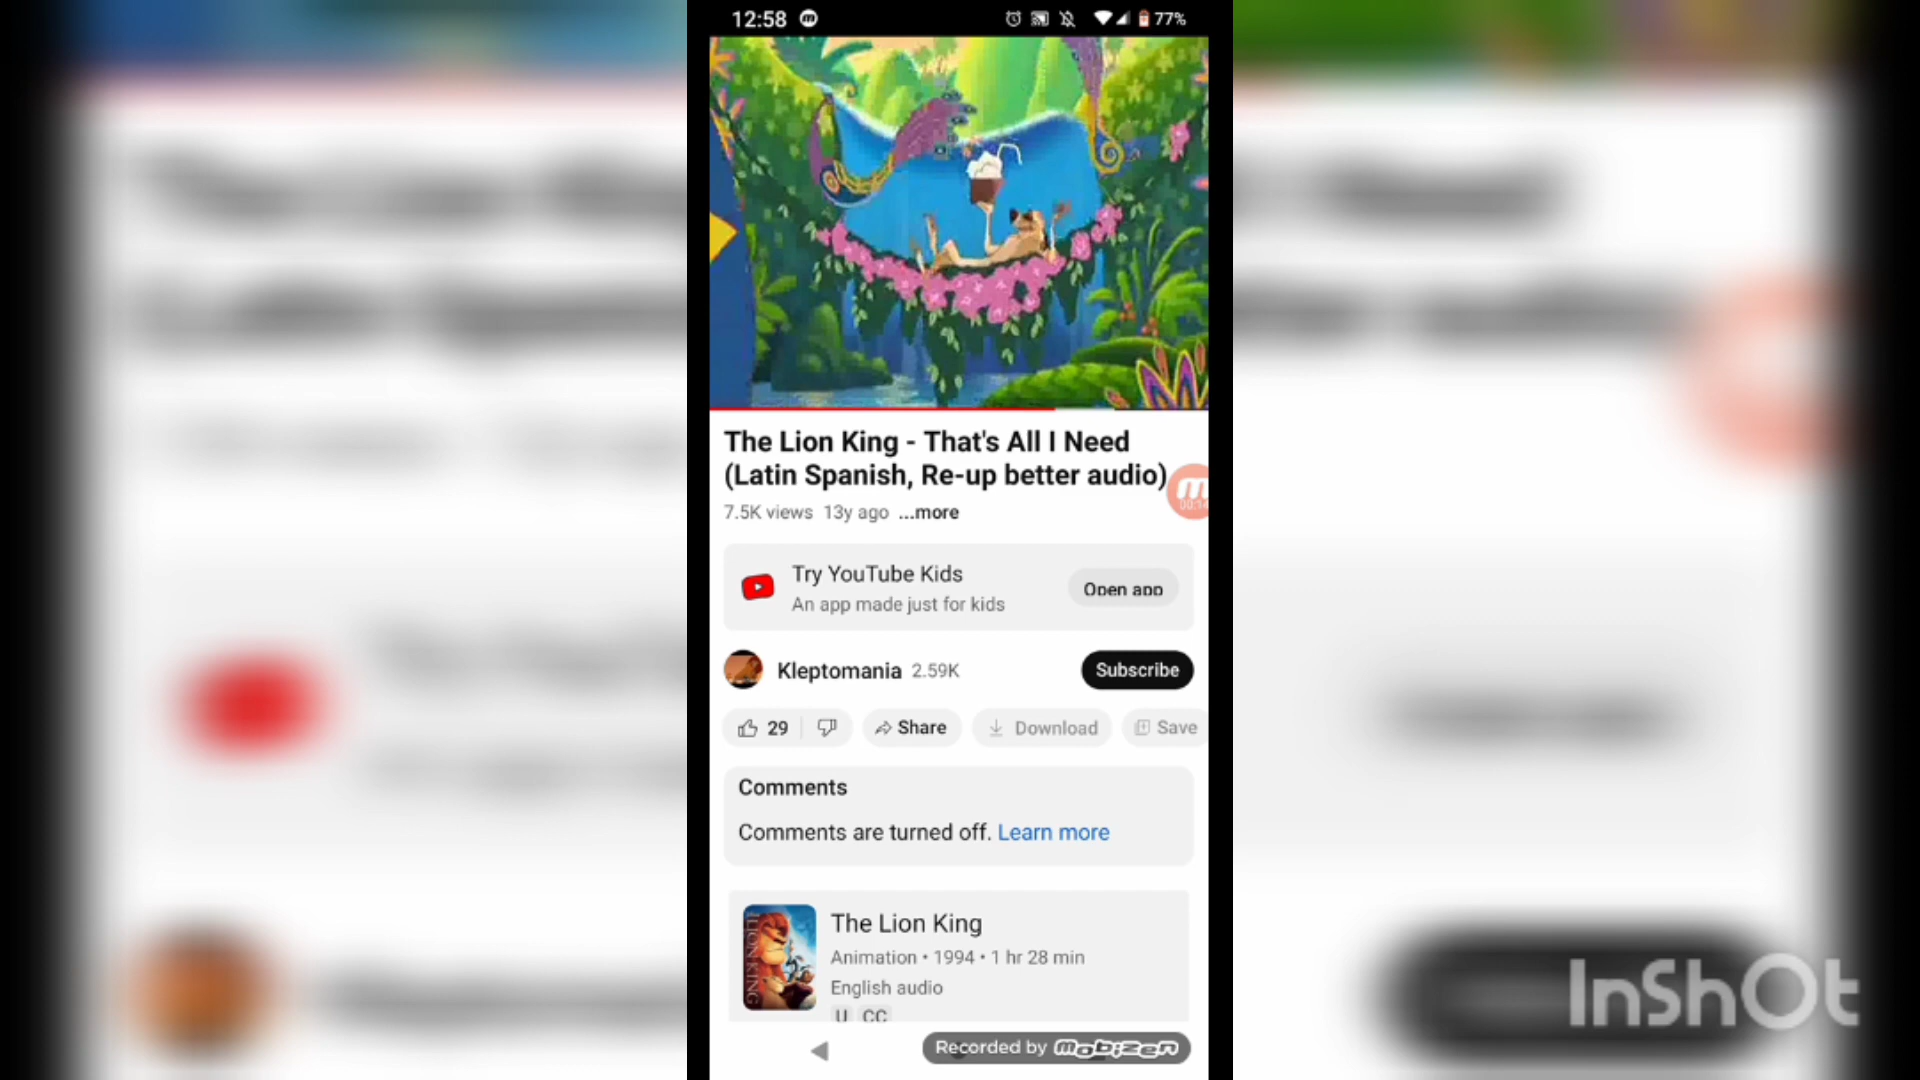 12:58
77%
The Lion King - That's All I Need
(Latin Spanish, Re-up better audio)
00:14
7.5K views 13y ago ...more
Try YouTube Kids
An app made just for kids
Open app
Kleptomania 2.59K
Subscribe
29
Share
Download
Save
Comments
Comments are turned off. Learn more
The Lion King
Animation • 1994 • 1 hr 28 min
English audio
U CC
Recorded by mobizen
InShOt